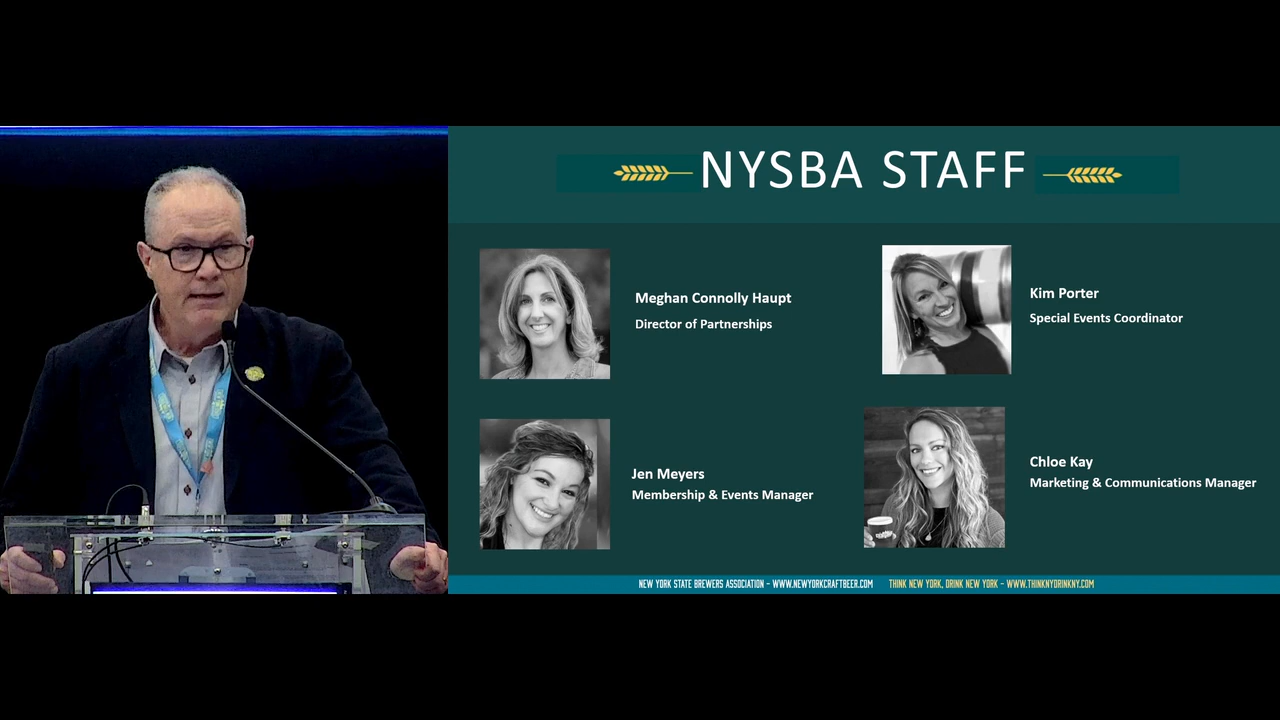 NYSBA STAFF
Meghan Connolly Haupt
Director of Partnerships
Kim Porter
Special Events Coordinator
Jen Meyers
Membership & Events Manager
Chloe Kay
Marketing & Communications Manager
NEW YORK STATE BREWERS ASSOCIATION – WWW.NEWYORKCRAFTBEER.COM THINK NEW YORK, DRINK NEW YORK – WWW.THINKNYDRINKNY.COM